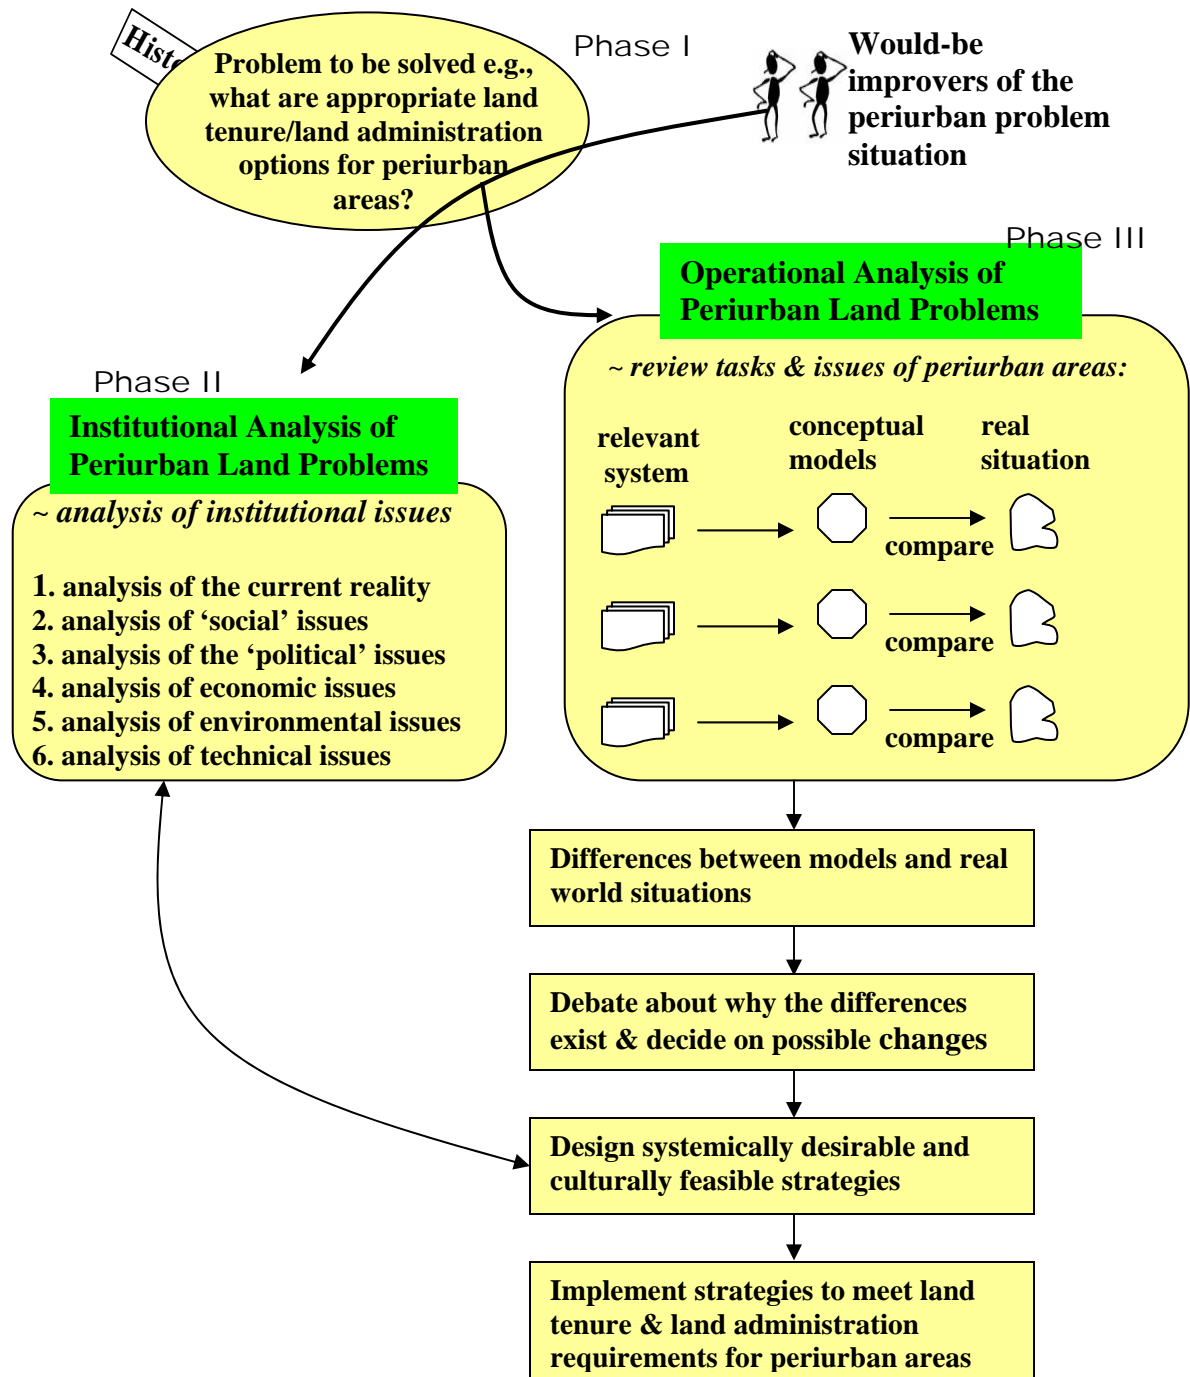 Phase I
Problem to be solved e.g.,
what are appropriate land
tenure/land administration
options for periurban
areas?
Would-be
improvers of the
periurban problem
situation
Phase III
Operational Analysis of
Periurban Land Problems
~ review tasks & issues of periurban areas:
relevant
system
conceptual
models
real
situation
compare
compare
compare
Phase II
Institutional Analysis of
Periurban Land Problems
~ analysis of institutional issues
1. analysis of the current reality
2. analysis of ‘social’ issues
3. analysis of the ‘political’ issues
4. analysis of economic issues
5. analysis of environmental issues
6. analysis of technical issues
Differences between models and real
world situations
Debate about why the differences
exist & decide on possible changes
Design systemically desirable and
culturally feasible strategies
Implement strategies to meet land
tenure & land administration
requirements for periurban areas